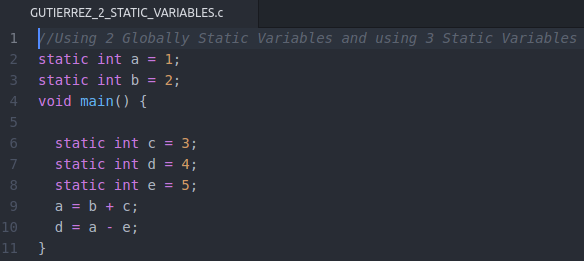 GUTIERREZ_2_STATIC_VARIABLES.c
1 //Using 2 Globally Static Variables and using 3 Static Variables
2 static int a = 1;
3 static int b = 2;
4 void main() {
5
6 static int c = 3;
7 static int d = 4;
8 static int e = 5;
9 a = b + c;
10 d = a - e;
11 }